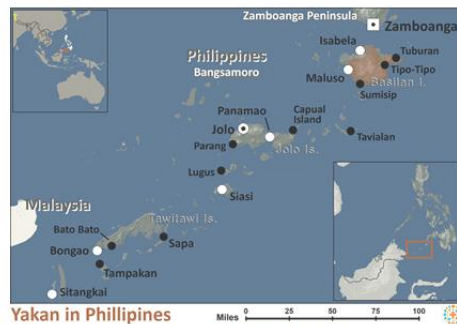 Zamboanga Peninsula
Zamboanga
Isabela
Tuburan
Philippines
Bangsamoro
Maluso
Tipo-Tipo
Basilan I.
Sumisip
Panamao
Capual
Island
Jolo
Tavialan
Parang
Jolo Is.
Lugus
Siasi
Malaysia
Tawitawi Is.
Bato Bato
Sapa
Bongao
Tampakan
Sitangkai
Yakan in Phillipines
Miles 0 25 50 75 100